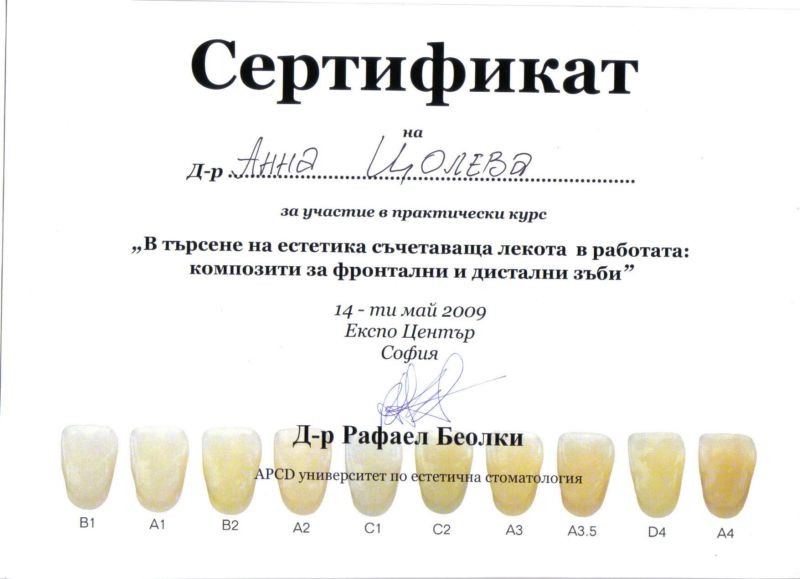 Сертификат
на
Д-р Анна Цолева
за участие в практически курс
„В търсене на естетика съчетаваща лекота в работата:
композити за фронтални и дистални зъби”
14 - ти май 2009
Експо Център
София
Д-р Рафаел Беолки
APCD университет по естетична стоматология
B1 A1 B2 A2 C1 C2 A3 A3.5 D4 A4